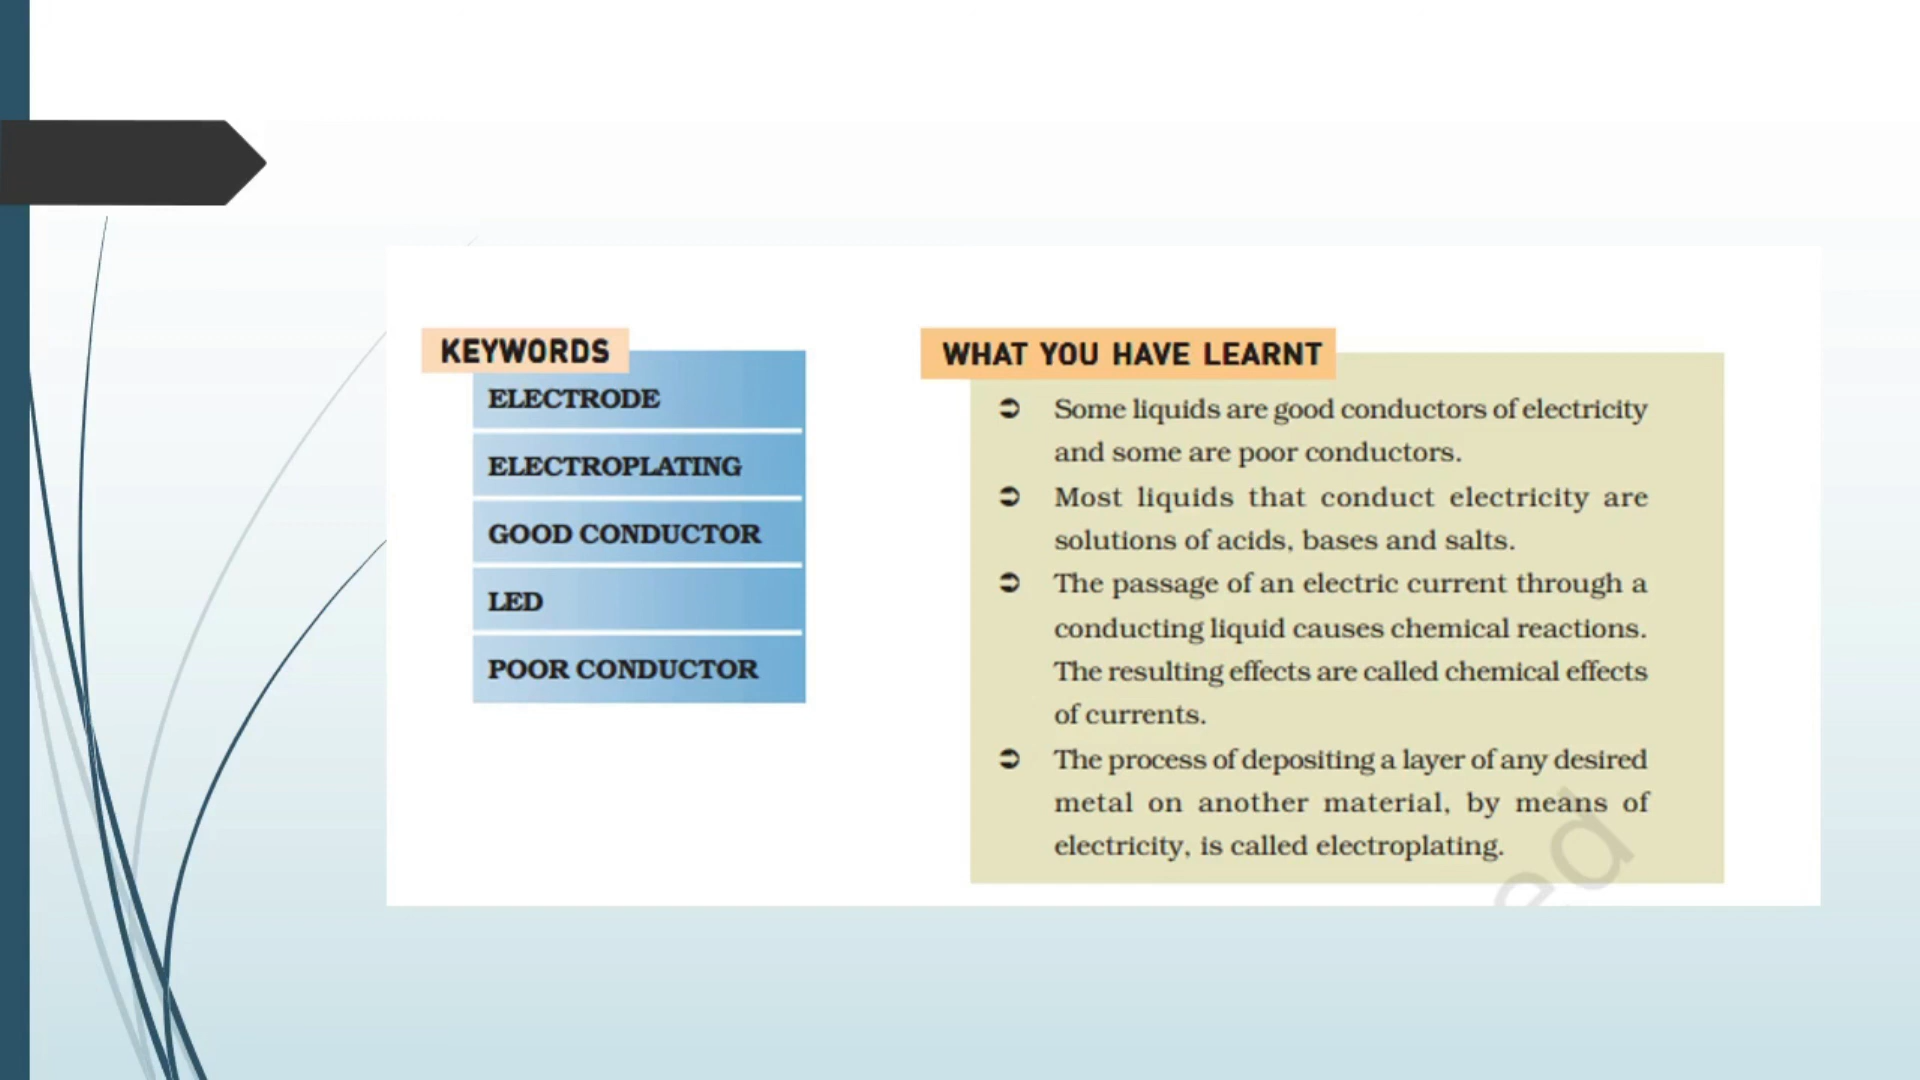 KEYWORDS
ELECTRODE
ELECTROPLATING
GOOD CONDUCTOR
LED
POOR CONDUCTOR
WHAT YOU HAVE LEARNT
➲ Some liquids are good conductors of electricity
and some are poor conductors.
➲ Most liquids that conduct electricity are
solutions of acids, bases and salts.
➲ The passage of an electric current through a
conducting liquid causes chemical reactions.
The resulting effects are called chemical effects
of currents.
➲ The process of depositing a layer of any desired
metal on another material, by means of
electricity, is called electroplating.
ed